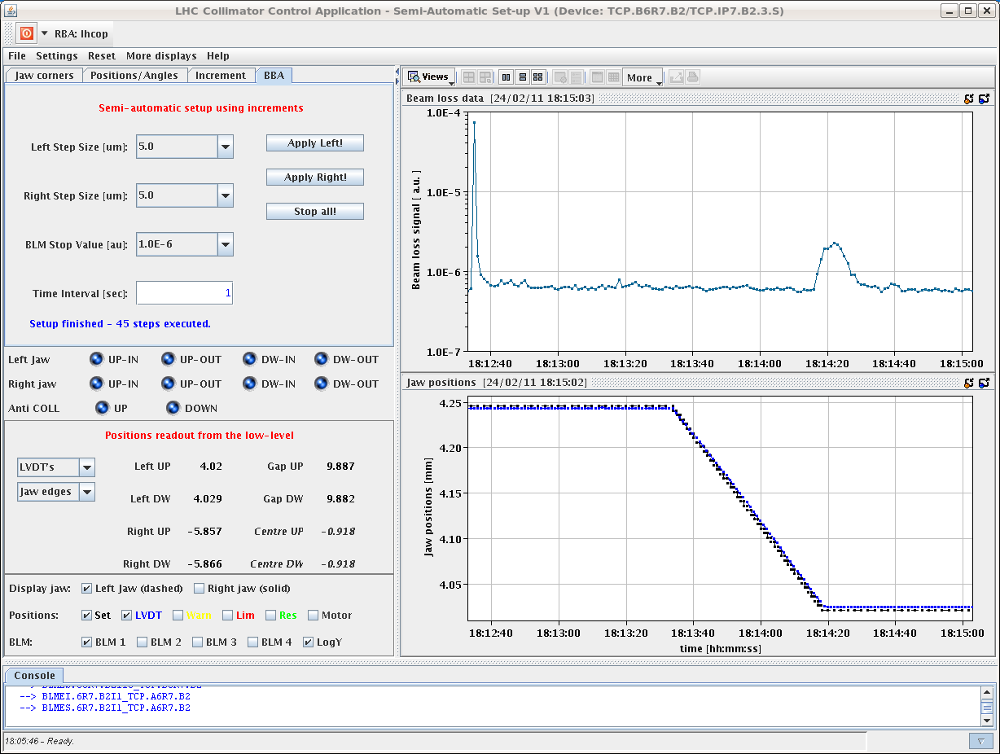 LHC Collimator Control Application - Semi-Automatic Set-up V1 (Device: TCP.B6R7.B2/TCP.IP7.B2.3.S)
RBA: lhcop
File Settings Reset More displays Help
Jaw corners Positions/Angles Increment BBA
Semi-automatic setup using increments
Left Step Size [um]: 5.0 Apply Left!
Apply Right!
Right Step Size [um]: 5.0
Stop all!
BLM Stop Value [au]: 1.0E-6
Time Interval [sec]: 1
Setup finished - 45 steps executed.
Left Jaw UP-IN UP-OUT DW-IN DW-OUT
Right jaw UP-IN UP-OUT DW-IN DW-OUT
Anti COLL UP DOWN
Positions readout from the low-level
LVDT's Left UP 4.02 Gap UP 9.887
Jaw edges Left DW 4.029 Gap DW 9.882
Right UP -5.857 Centre UP -0.918
Right DW -5.866 Centre DW -0.918
Display jaw: Left Jaw (dashed) Right jaw (solid)
Positions: Set LVDT Warn Lim Res Motor
BLM: BLM 1 BLM 2 BLM 3 BLM 4 LogY
Views More
Beam loss data [24/02/11 18:15:03]
Beam loss signal [ a.u. ]
1.0E-4
1.0E-5
1.0E-6
1.0E-7
18:12:40 18:13:00 18:13:20 18:13:40 18:14:00 18:14:20 18:14:40 18:15:00
Jaw positions [24/02/11 18:15:02]
Jaw positions [mm]
4.25
4.20
4.15
4.10
4.05
18:12:40 18:13:00 18:13:20 18:13:40 18:14:00 18:14:20 18:14:40 18:15:00
time [hh:mm:ss]
Console
--> BLMEI.6R7.B2I1_TCP.A6R7.B2
--> BLMES.6R7.B2I1_TCP.A6R7.B2
18:05:46 - Ready.